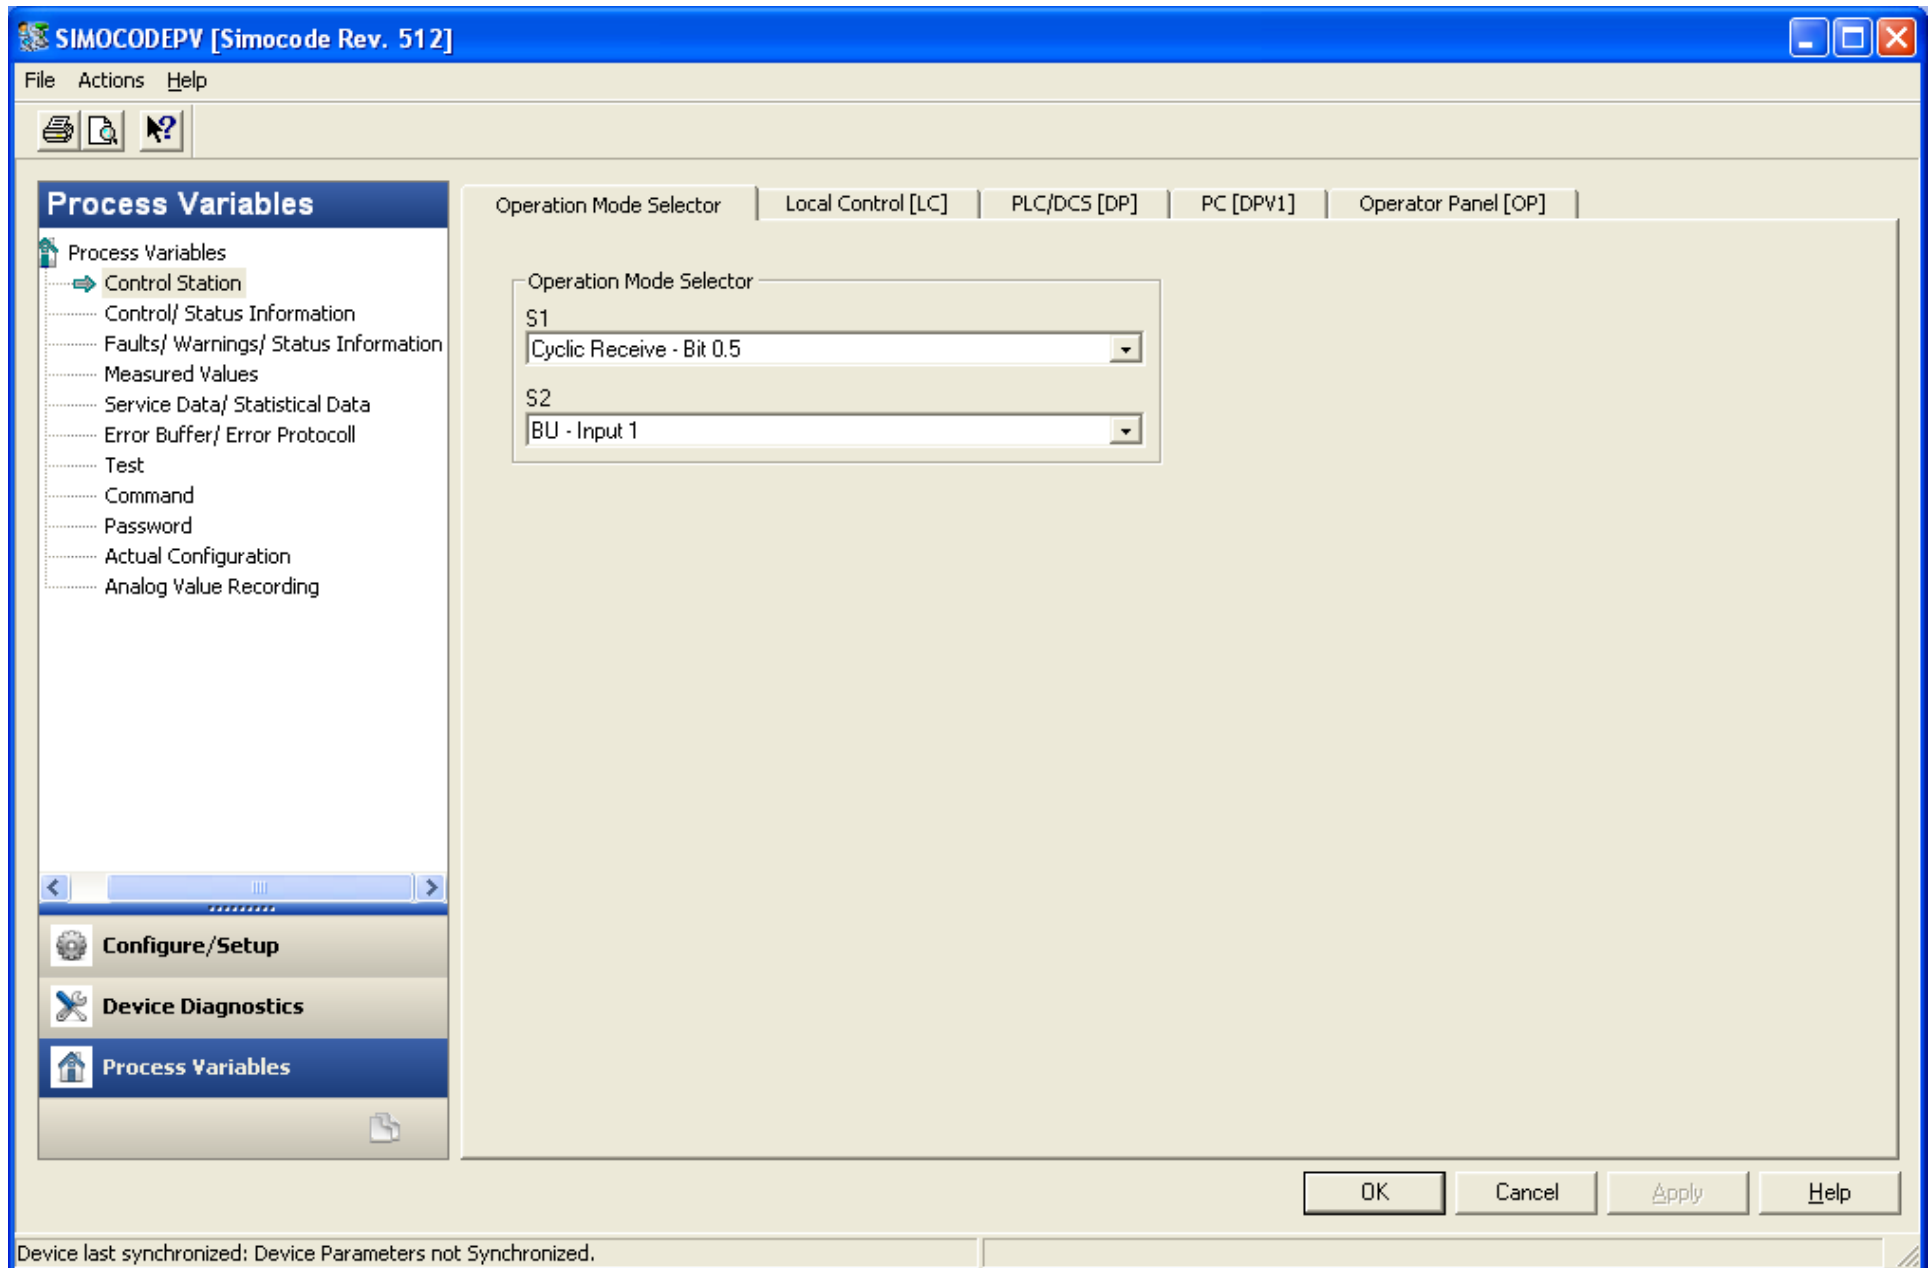 SIMOCODEPV [Simocode Rev. 512]
File Actions Help
Process Variables
Process Variables
Control Station
Control/ Status Information
Faults/ Warnings/ Status Information
Measured Values
Service Data/ Statistical Data
Error Buffer/ Error Protocoll
Test
Command
Password
Actual Configuration
Analog Value Recording
Configure/Setup
Device Diagnostics
Process Variables
Operation Mode Selector Local Control [LC] PLC/DCS [DP] PC [DPV1] Operator Panel [OP]
Operation Mode Selector
S1
Cyclic Receive - Bit 0.5
S2
BU - Input 1
OK Cancel Apply Help
Device last synchronized: Device Parameters not Synchronized.